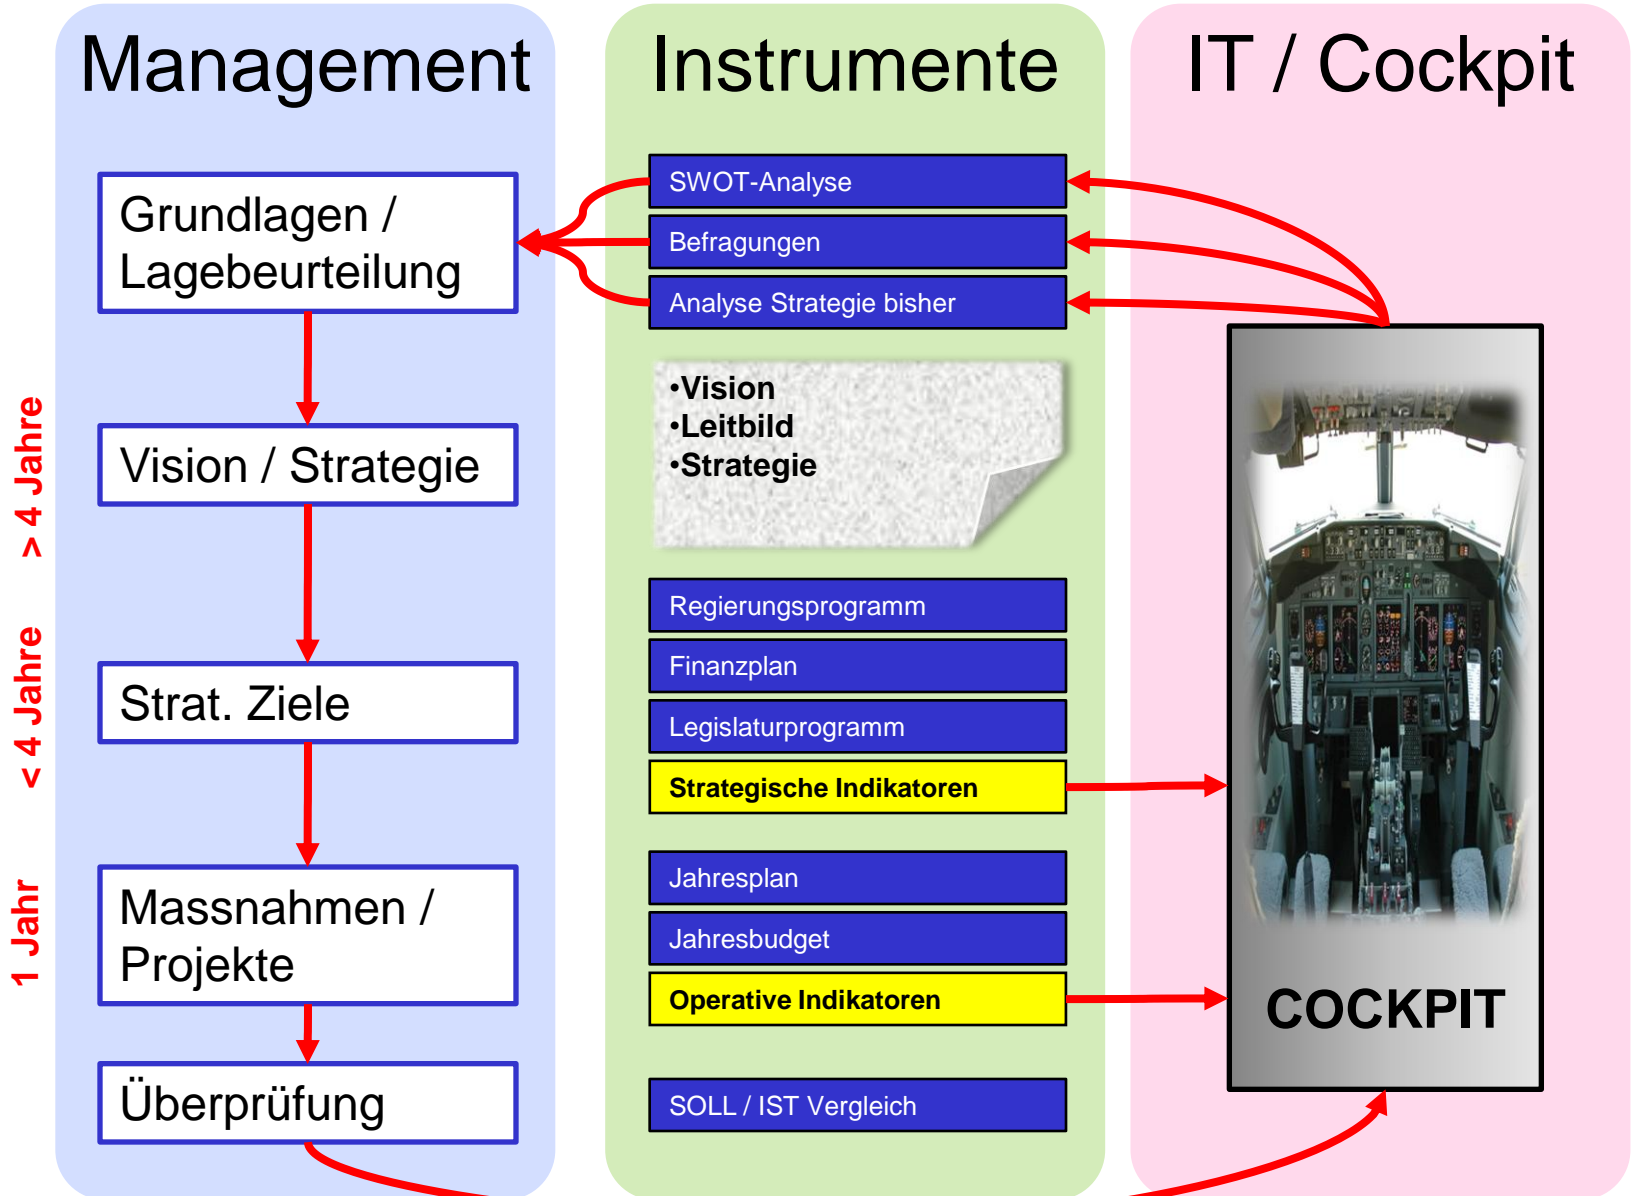 Management
Grundlagen /
Lagebeurteilung
Vision / Strategie
Strat. Ziele
Massnahmen /
Projekte
Überprüfung
> 4 Jahre
< 4 Jahre
1 Jahr
Instrumente
SWOT-Analyse
Befragungen
Analyse Strategie bisher
•Vision
•Leitbild
•Strategie
Regierungsprogramm
Finanzplan
Legislaturprogramm
Strategische Indikatoren
Jahresplan
Jahresbudget
Operative Indikatoren
SOLL / IST Vergleich
IT / Cockpit
COCKPIT